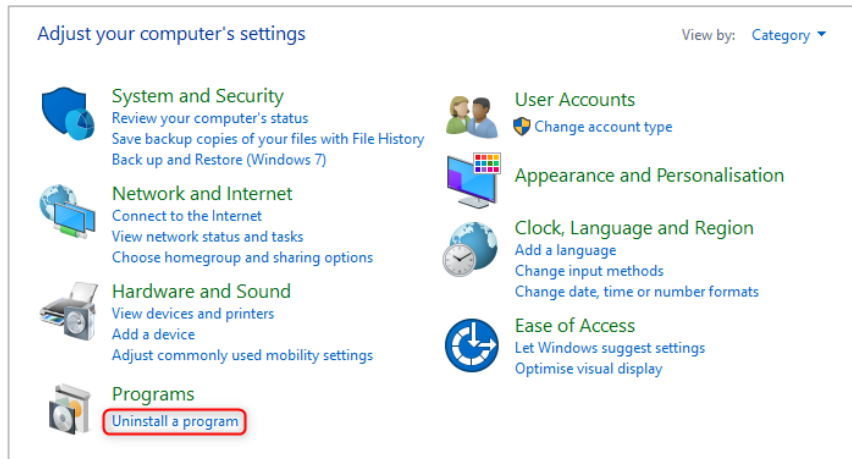 Adjust your computer's settings
View by: Category
System and Security
Review your computer's status
Save backup copies of your files with File History
Back up and Restore (Windows 7)
Network and Internet
Connect to the Internet
View network status and tasks
Choose homegroup and sharing options
Hardware and Sound
View devices and printers
Add a device
Adjust commonly used mobility settings
Programs
Uninstall a program
User Accounts
Change account type
Appearance and Personalisation
Clock, Language and Region
Add a language
Change input methods
Change date, time or number formats
Ease of Access
Let Windows suggest settings
Optimise visual display